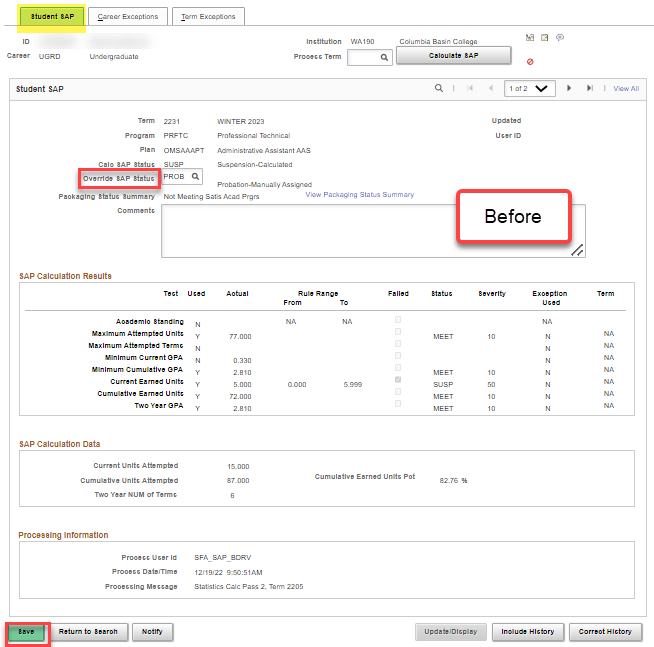 Student SAP Career Exceptions Term Exceptions
ID Institution WA190 Columbia Basin College
Career UGRD Undergraduate Process Term Calculate SAP
Student SAP 1 of 2 View All
Term 2231 WINTER 2023 Updated
Program PRFTC Professional Technical User ID
Plan OMSAAAPT Administrative Assistant AAS
Calc SAP Status SUSP Suspension-Calculated
Override SAP Status PROB Probation-Manually Assigned
Packaging Status Summary Not Meeting Satis Acad Prgrs View Packaging Status Summary
Comments
Before
SAP Calculation Results
Test Used Actual Rule Range Failed Status Severity Exception Term
From To Used
Academic Standing N NA NA NA
Maximum Attempted Units Y 77.000 MEET 10 N NA
Maximum Attempted Terms N N NA
Minimum Current GPA N 0.330 N NA
Minimum Cumulative GPA Y 2.810 MEET 10 N NA
Current Earned Units Y 5.000 0.000 5.999 SUSP 50 N NA
Cumulative Earned Units Y 72.000 MEET 10 N NA
Two Year GPA Y 2.810 MEET 10 N NA
SAP Calculation Data
Current Units Attempted 15.000
Cumulative Units Attempted 87.000 Cumulative Earned Units Pct 82.76 %
Two Year NUM of Terms 6
Processing Information
Process User Id SFA_SAP_BDRV
Process Date/Time 12/19/22 9:50:51AM
Processing Message Statistics Calc Pass 2, Term 2205
Save Return to Search Notify Update/Display Include History Correct History